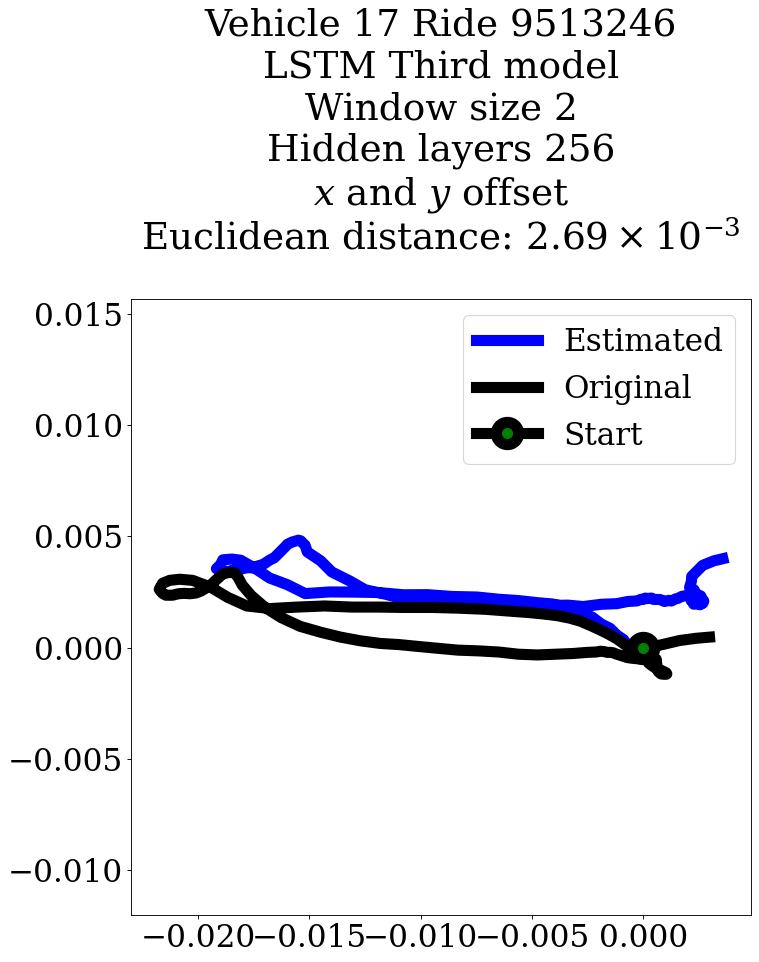 Vehicle 17 Ride 9513246
LSTM Third model
Window size 2
Hidden layers 256
x and y offset
Euclidean distance: 2.69 × 10⁻³
Estimated
Original
Start
0.015
0.010
0.005
0.000
−0.005
−0.010
−0.020 −0.015 −0.010 −0.005 0.000